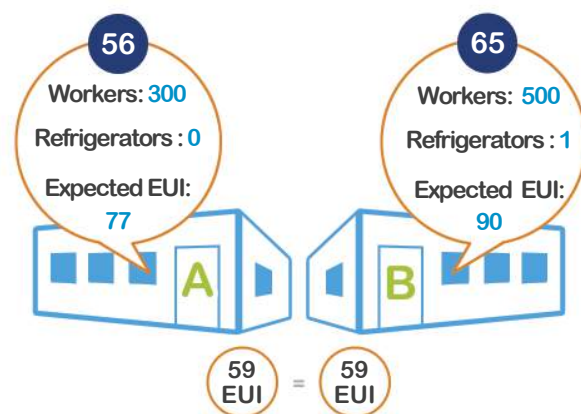 56
Workers: 300
Refrigerators : 0
Expected EUI:
77
65
Workers: 500
Refrigerators : 1
Expected EUI:
90
A
B
59
EUI
=
59
EUI